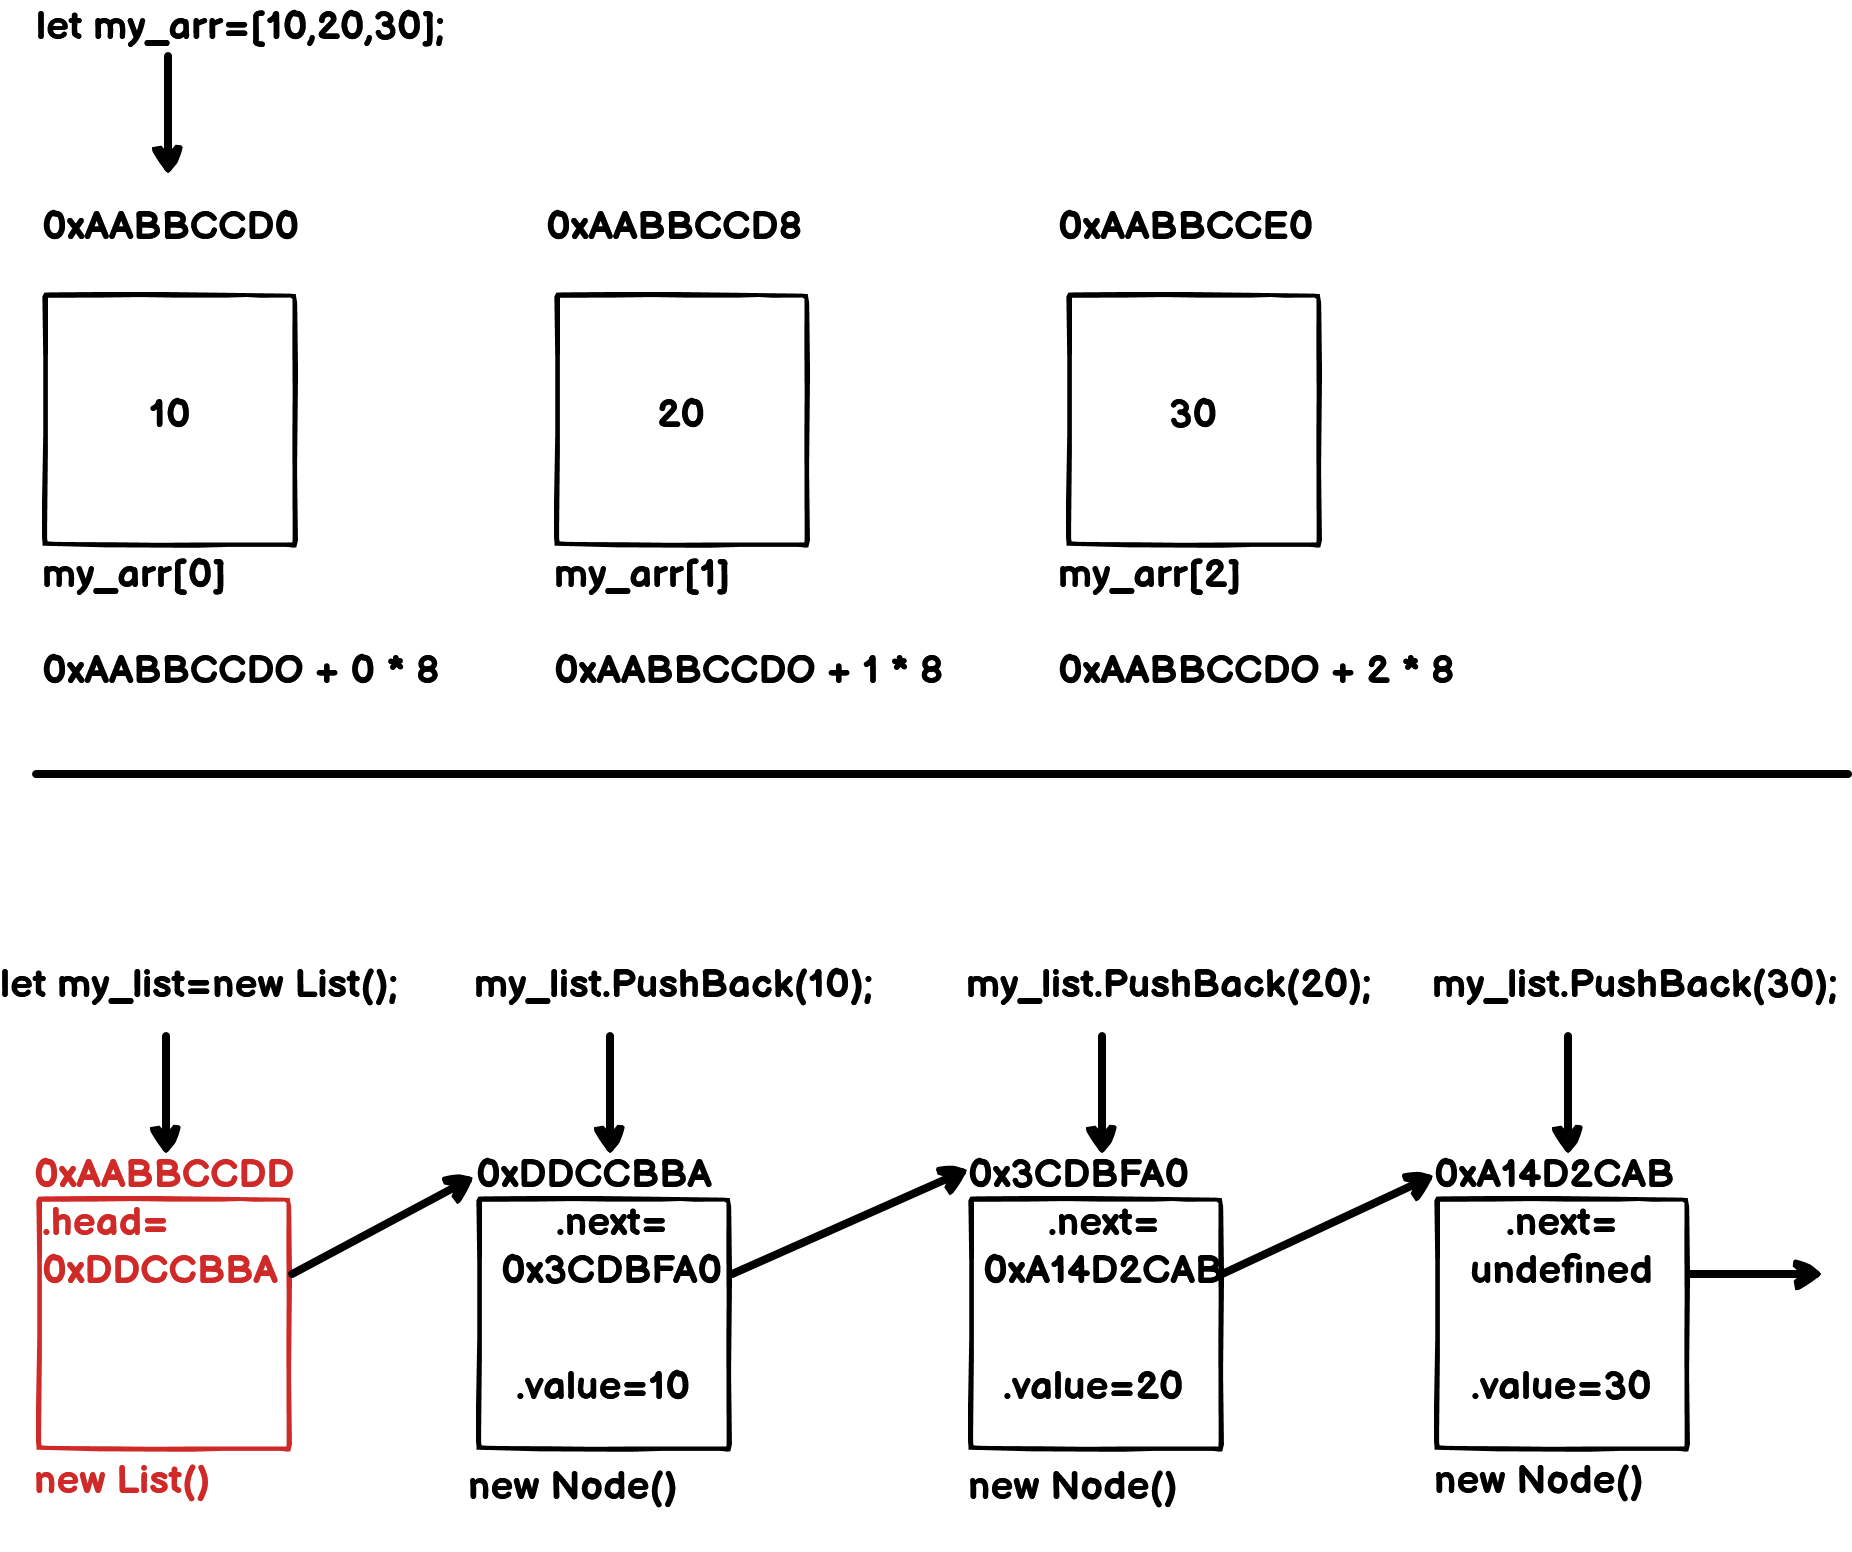 let my_arr=[10,20,30];
0xAABBCCD0 0xAABBCCD8 0xAABBCCE0
10 20 30
my_arr[0] my_arr[1] my_arr[2]
0xAABBCCDO + 0 * 8 0xAABBCCDO + 1 * 8 0xAABBCCDO + 2 * 8
let my_list=new List(); my_list.PushBack(10); my_list.PushBack(20); my_list.PushBack(30);
0xAABBCCDD 0xDDCCBBA 0x3CDBFA0 0xA14D2CAB
.head= .next= .next= .next=
0xDDCCBBA 0x3CDBFA0 0xA14D2CAB undefined
.value=10 .value=20 .value=30
new List() new Node() new Node() new Node()